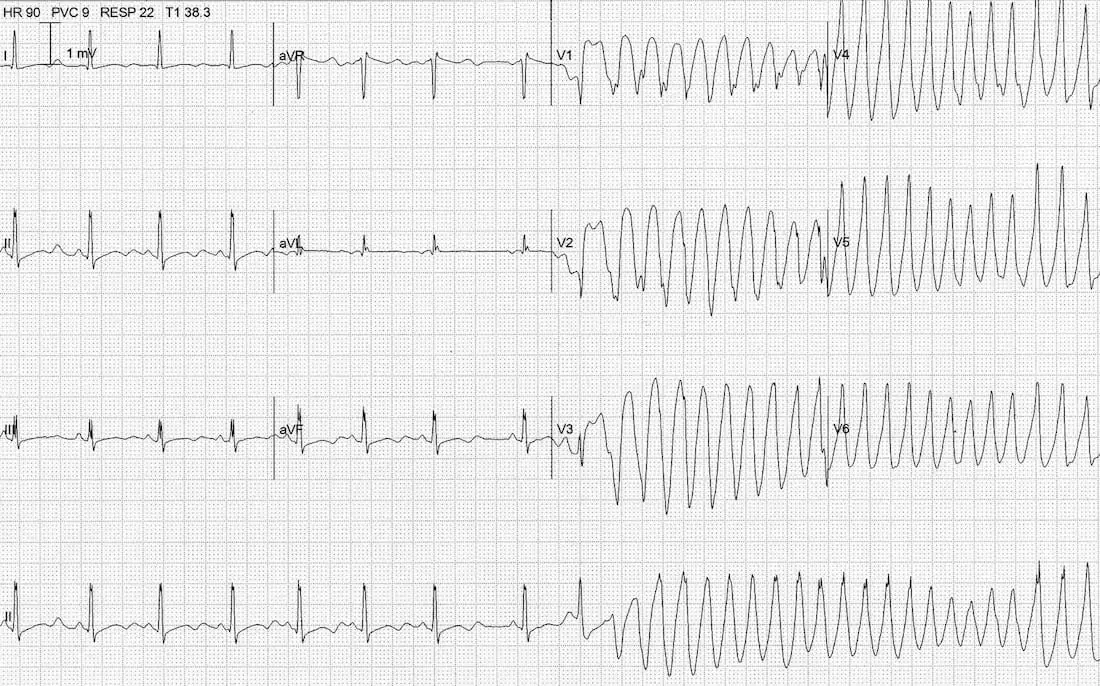 HR 90 PVC 9 RESP 22 T1 38.3
1 mV
I aVR V1 V4
II aVL V2 V5
III aVF V3 V6
II